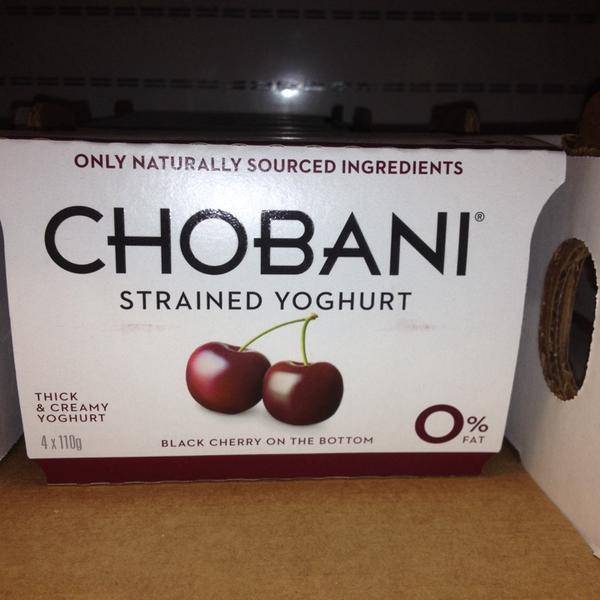 ONLY NATURALLY SOURCED INGREDIENTS
CHOBANI®
STRAINED YOGHURT
THICK
& CREAMY
YOGHURT
4 x 110g
BLACK CHERRY ON THE BOTTOM
0%
FAT